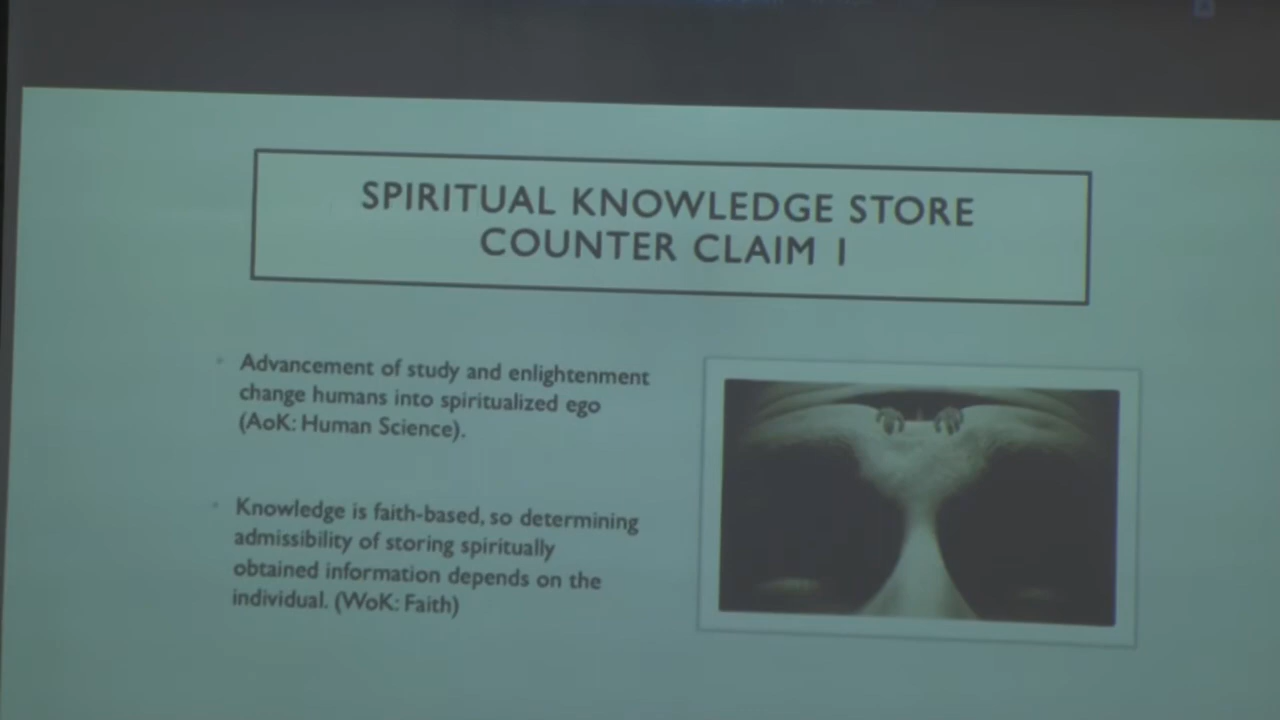 SPIRITUAL KNOWLEDGE STORE
COUNTER CLAIM I
Advancement of study and enlightenment
change humans into spiritualized ego
(AoK: Human Science).
Knowledge is faith-based, so determining
admissibility of storing spiritually
obtained information depends on the
individual. (WoK: Faith)